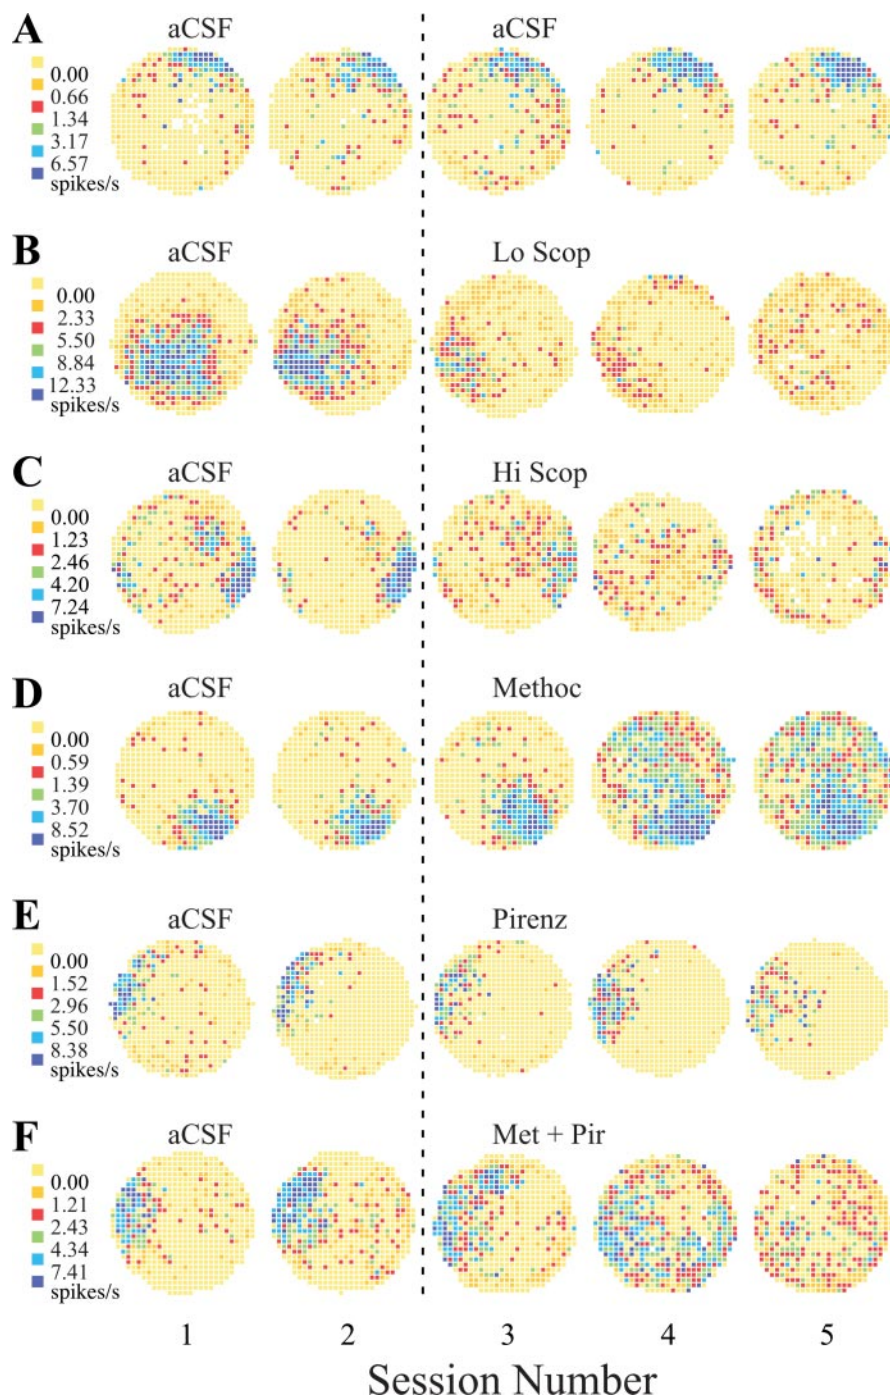 A
aCSF
aCSF
0.00
0.66
1.34
3.17
6.57
spikes/s
B
aCSF
Lo Scop
0.00
2.33
5.50
8.84
12.33
spikes/s
C
aCSF
Hi Scop
0.00
1.23
2.46
4.20
7.24
spikes/s
D
aCSF
Methoc
0.00
0.59
1.39
3.70
8.52
spikes/s
E
aCSF
Pirenz
0.00
1.52
2.96
5.50
8.38
spikes/s
F
aCSF
Met + Pir
0.00
1.21
2.43
4.34
7.41
spikes/s
1 2 3 4 5
Session Number